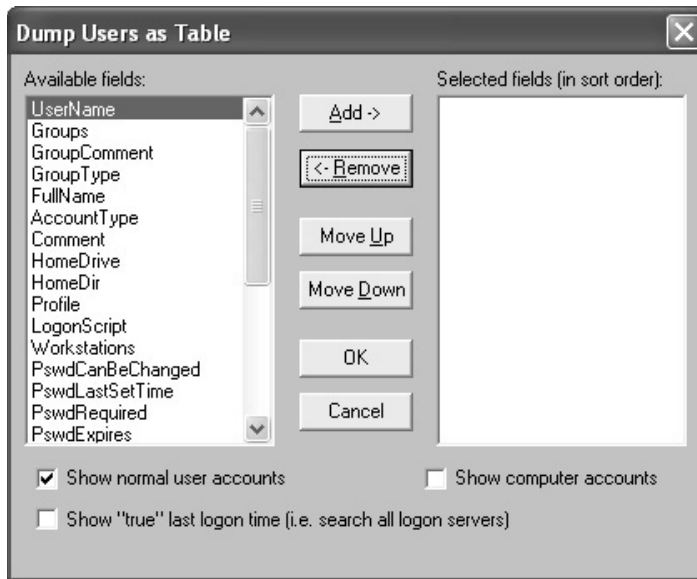 Dump Users as Table
Available fields:
UserName
Groups
GroupComment
GroupType
FullName
AccountType
Comment
HomeDrive
HomeDir
Profile
LogonScript
Workstations
PswdCanBeChanged
PswdLastSetTime
PswdRequired
PswdExpires
Add ->
<- Remove
Move Up
Move Down
OK
Cancel
Selected fields (in sort order):
Show normal user accounts
Show computer accounts
Show "true" last logon time (i.e. search all logon servers)